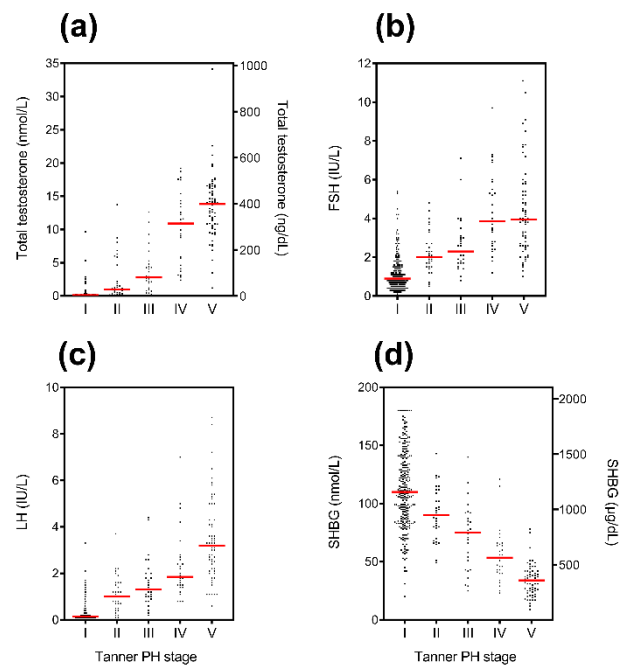 (a)
Total testosterone (nmol/L)
35
30
25
20
15
10
5
0
1000
800
600
400
200
0
Total testosterone (ng/dL)
I II III IV V
(b)
FSH (IU/L)
12
10
8
6
4
2
0
I II III IV V
(c)
LH (IU/L)
10
8
6
4
2
0
I II III IV V
Tanner PH stage
(d)
SHBG (nmol/L)
200
150
100
50
0
2000
1500
1000
500
SHBG (µg/dL)
I II III IV V
Tanner PH stage